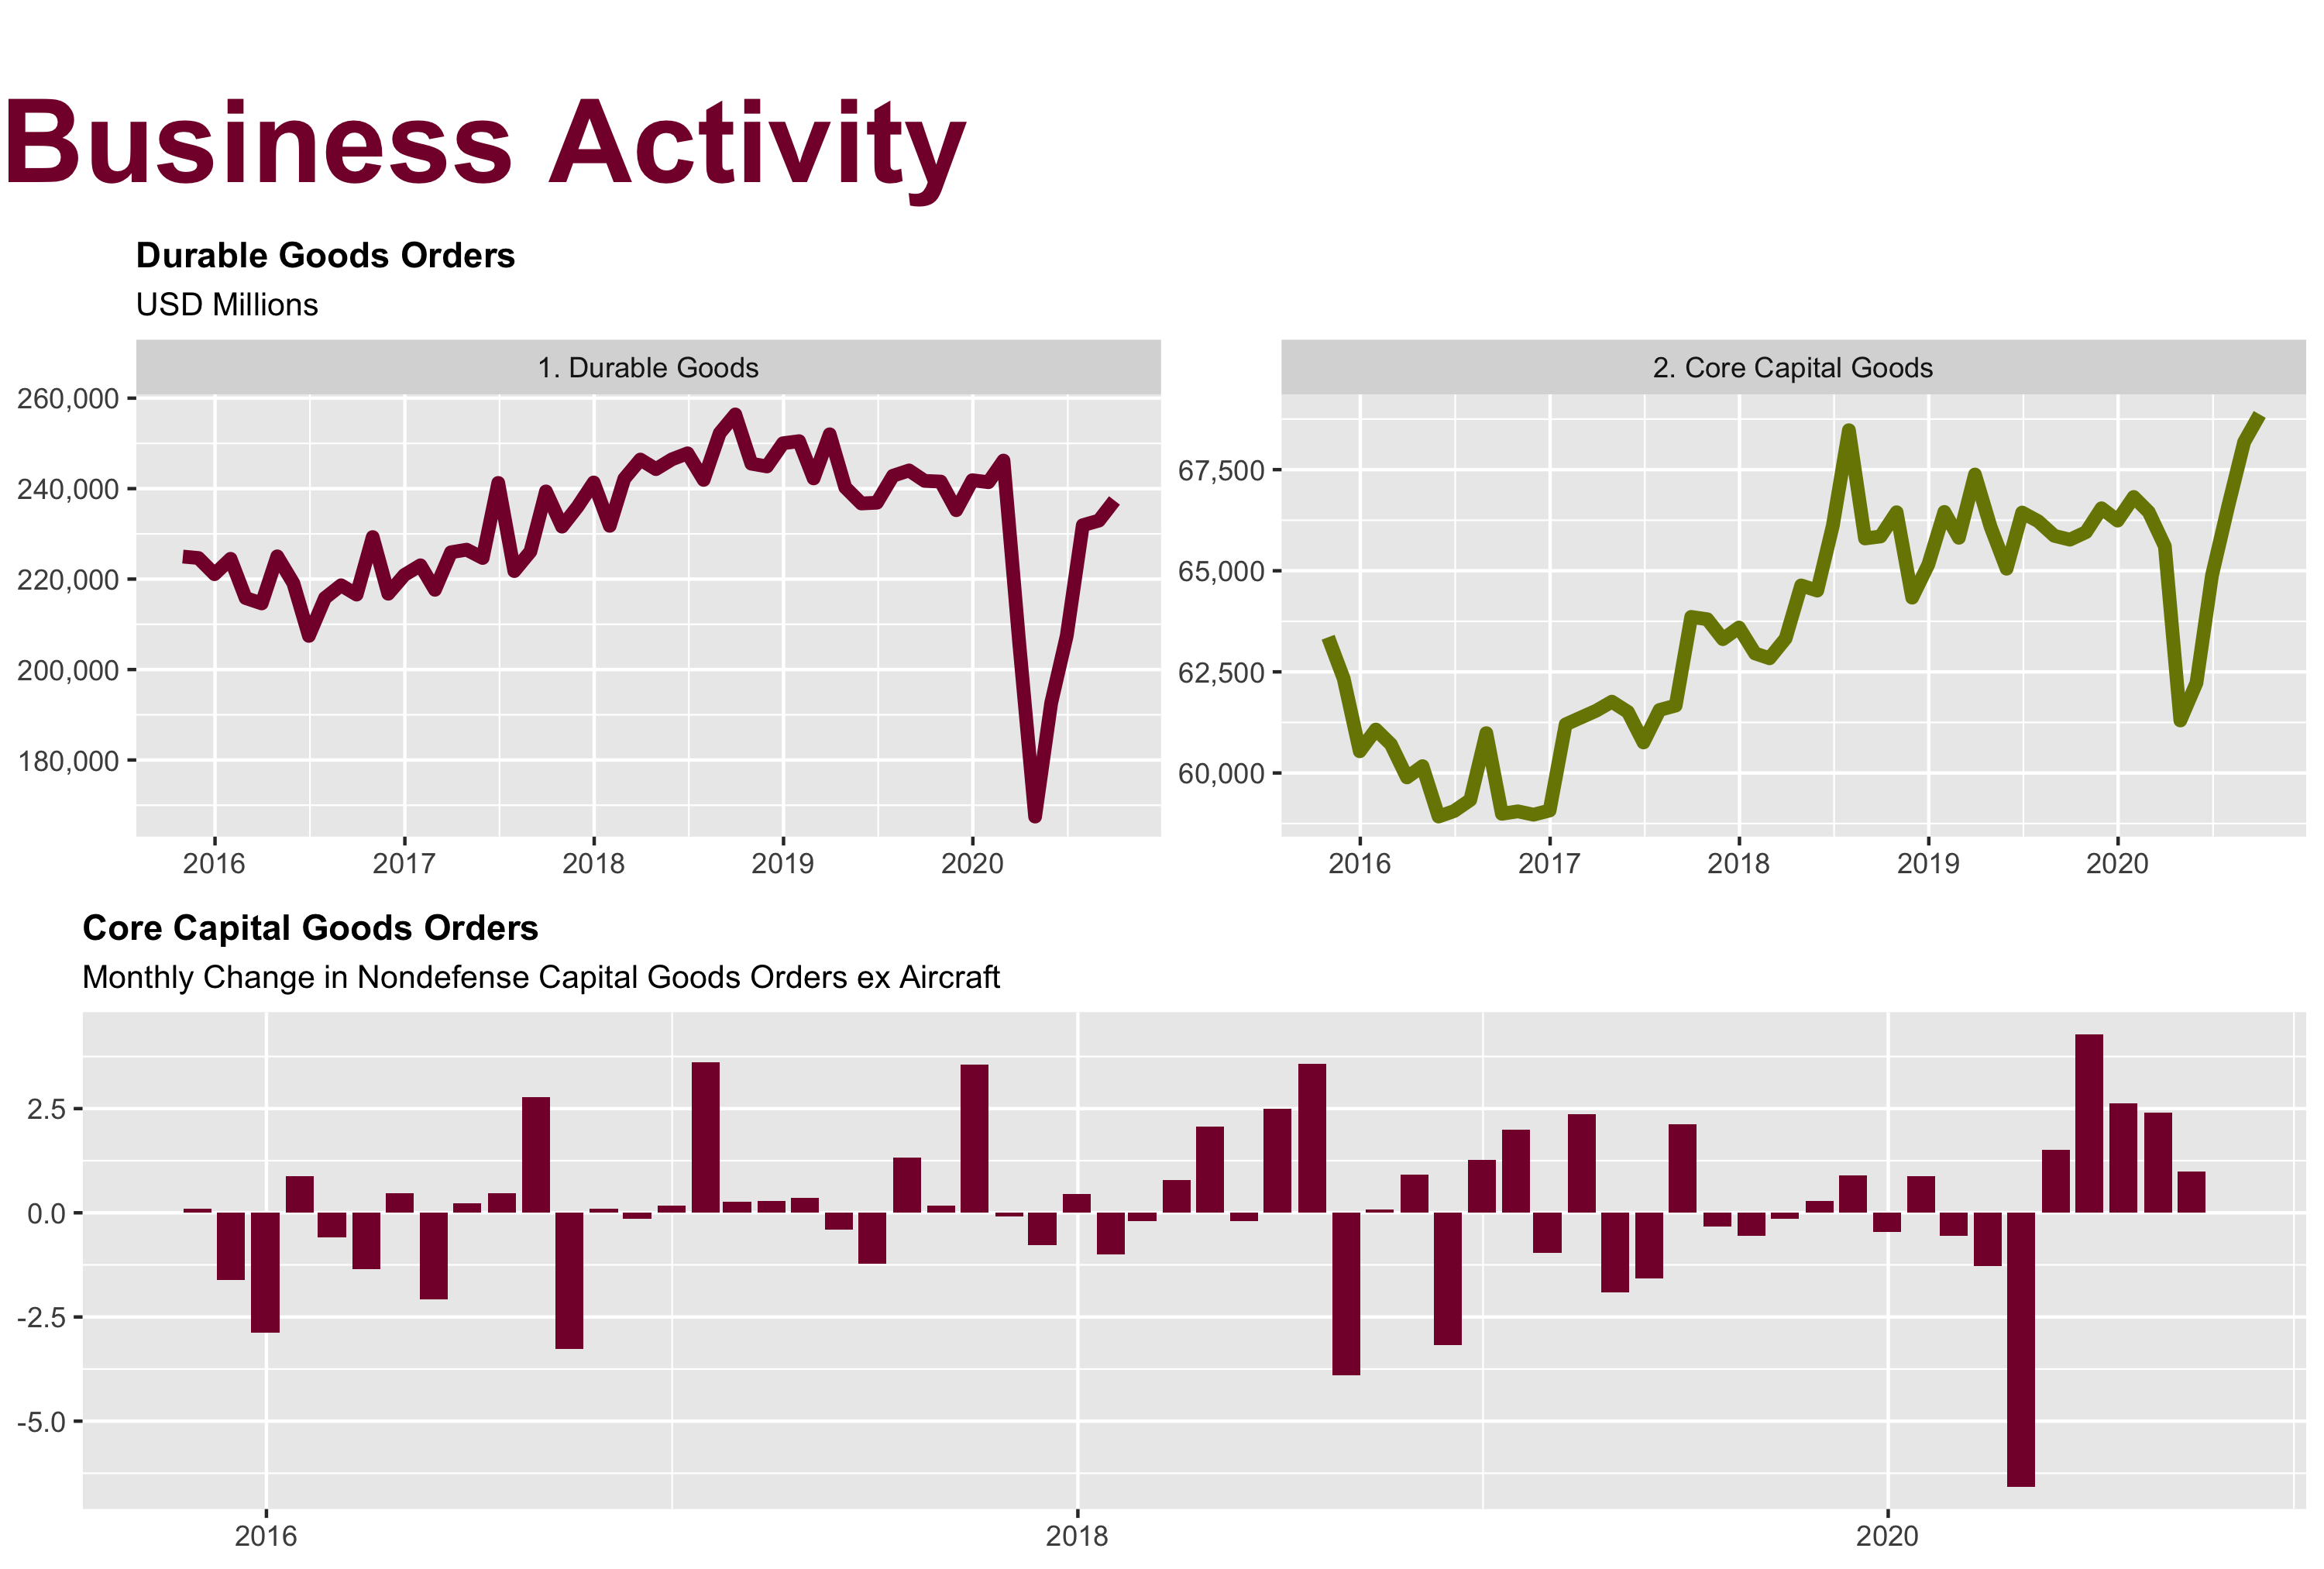 Business Activity
Durable Goods Orders
USD Millions
1. Durable Goods
260,000
240,000
220,000
200,000
180,000
2016 2017 2018 2019 2020
2. Core Capital Goods
67,500
65,000
62,500
60,000
2016 2017 2018 2019 2020
Core Capital Goods Orders
Monthly Change in Nondefense Capital Goods Orders ex Aircraft
2.5
0.0
-2.5
-5.0
2016 2018 2020